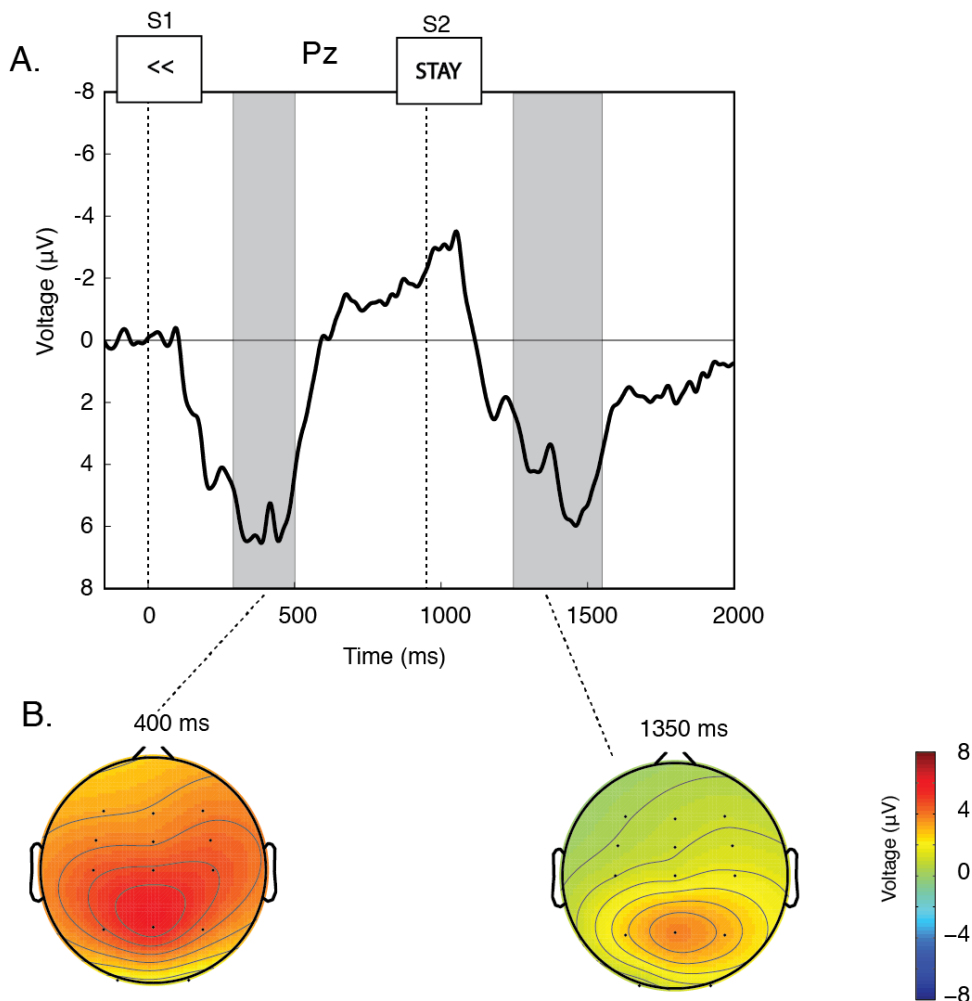 A.
S1
<<
Pz
S2
STAY
-8
-6
-4
-2
0
2
4
6
8
Voltage (µV)
0
500
1000
1500
2000
Time (ms)
B.
400 ms
1350 ms
8
4
0
−4
−8
Voltage (µV)